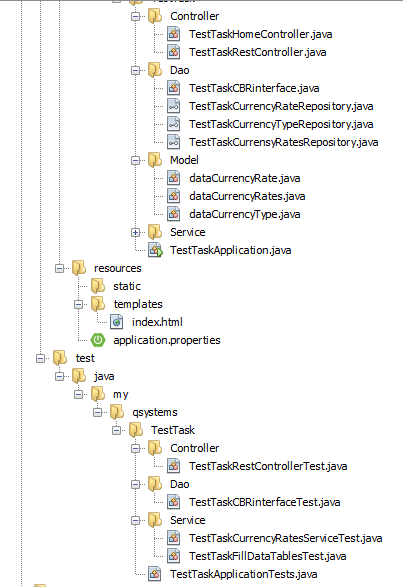 Controller
TestTaskHomeController.java
TestTaskRestController.java
Dao
TestTaskCBRinterface.java
TestTaskCurrencyRateRepository.java
TestTaskCurrencyTypeRepository.java
TestTaskCurrensyRatesRepository.java
Model
dataCurrencyRate.java
dataCurrencyRates.java
dataCurrencyType.java
Service
TestTaskApplication.java
resources
static
templates
index.html
application.properties
test
java
my
qsystems
TestTask
Controller
TestTaskRestControllerTest.java
Dao
TestTaskCBRinterfaceTest.java
Service
TestTaskCurrencyRatesServiceTest.java
TestTaskFillDataTablesTest.java
TestTaskApplicationTests.java